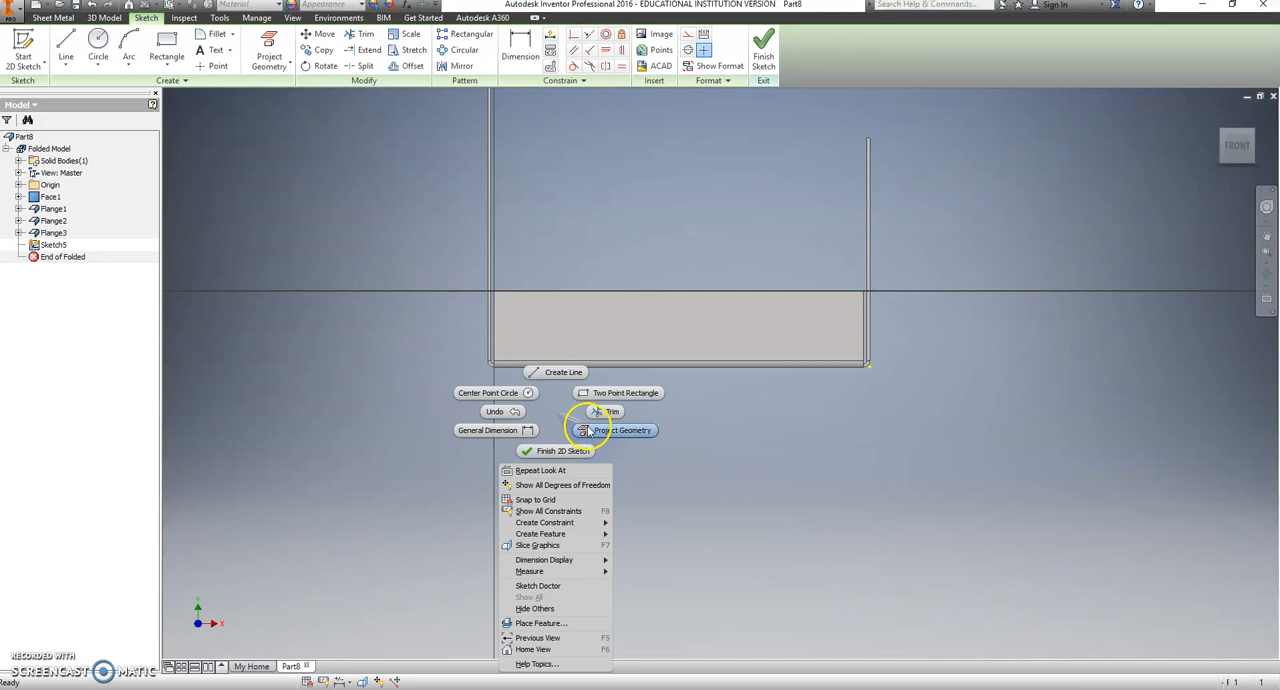 PRO
Material
Appearance
Autodesk Inventor Professional 2016 - EDUCATIONAL INSTITUTION VERSION Part8
Search Help & Commands...
Sign In
Sheet Metal 3D Model Sketch Inspect Tools Manage View Environments BIM Get Started Autodesk A360
Start
2D Sketch
Line
Circle
Arc
Rectangle
Fillet
Text
Point
Project
Geometry
Move
Copy
Rotate
Trim
Extend
Split
Scale
Stretch
Offset
Rectangular
Circular
Mirror
Dimension
Image
Points
ACAD
Show Format
Finish
Sketch
Sketch Create Modify Pattern Constrain Insert Format Exit
Model
Part8
Folded Model
Solid Bodies(1)
View: Master
Origin
Face1
Flange1
Flange2
Flange3
Sketch5
End of Folded
FRONT
Create Line
Center Point Circle
Two Point Rectangle
Undo
Trim
General Dimension
Project Geometry
Finish 2D Sketch
Repeat Look At
Show All Degrees of Freedom
Snap to Grid
Show All Constraints F8
Create Constraint
Create Feature
Slice Graphics F7
Dimension Display
Measure
Sketch Doctor
Show All
Hide Others
Place Feature...
Previous View F5
Home View F6
Help Topics...
Y
X
RECORDED WITH
SCREENCAST MATIC
My Home Part8
Ready
1 1